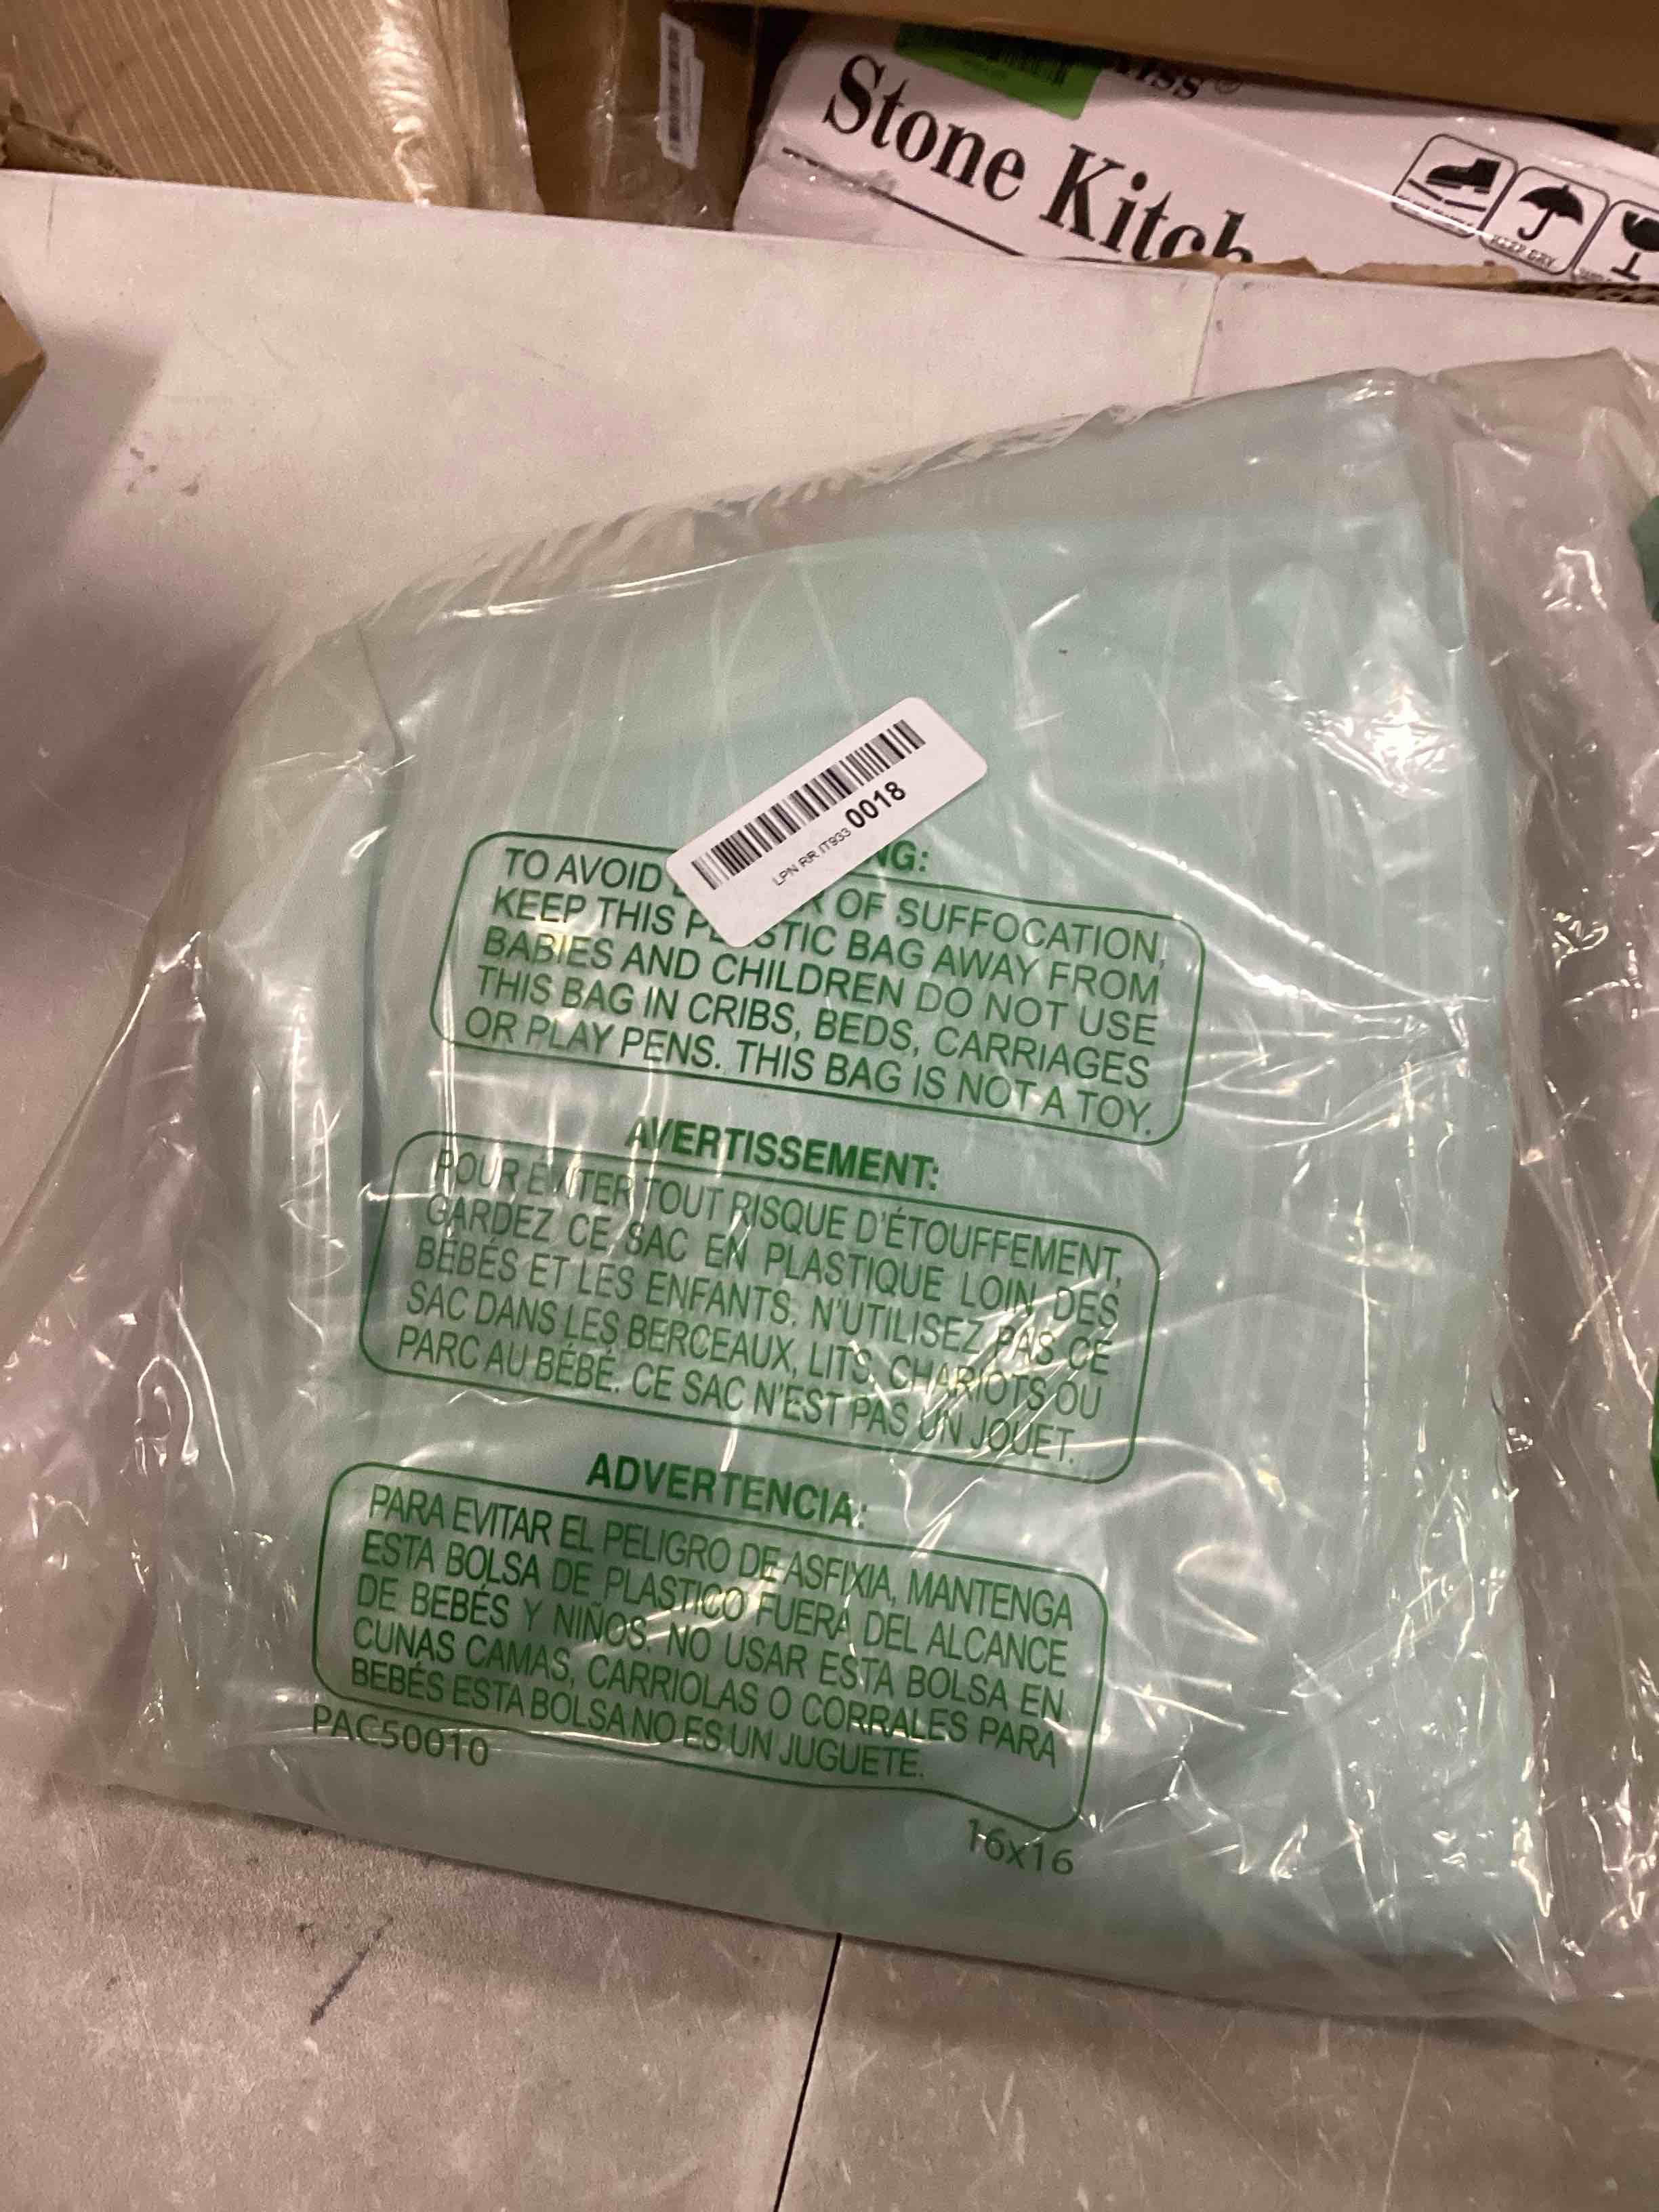 Stone
KEEP DRY
LPN RR IT933 0018
NG:
TO AVOID OF SUFFOCATION,
KEEP THIS PLASTIC BAG AWAY FROM
BABIES AND CHILDREN DO NOT USE
THIS BAG IN CRIBS, BEDS, CARRIAGES
OR PLAY PENS. THIS BAG IS NOT A TOY.
AVERTISSEMENT:
POUR ÉVITER TOUT RISQUE D'ÉTOUFFEMENT,
GARDEZ CE SAC EN PLASTIQUE LOIN DES
BÉBÉS ET LES ENFANTS. N'UTILISEZ PAS CE
SAC DANS LES BERCEAUX, LITS, CHARIOTS OU
PARC AU BÉBÉ. CE SAC N'EST PAS UN JOUET.
ADVERTENCIA:
PARA EVITAR EL PELIGRO DE ASFIXIA, MANTENGA
ESTA BOLSA DE PLASTICO FUERA DEL ALCANCE
DE BEBÉS Y NIÑOS. NO USAR ESTA BOLSA EN
CUNAS CAMAS, CARRIOLAS O CORRALES PARA
BEBÉS ESTA BOLSA NO ES UN JUGUETE.
PAC50010
16x16